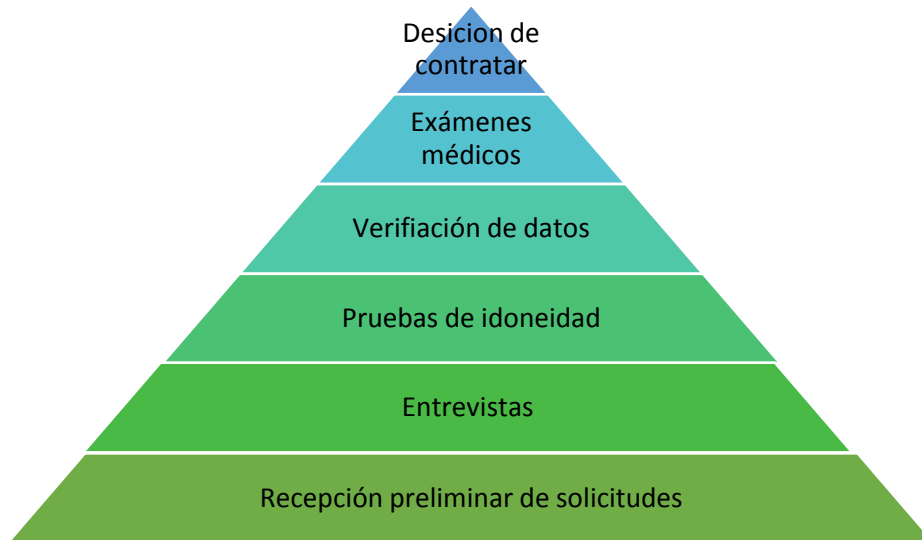 Desicion de
contratar
Exámenes
médicos
Verifiación de datos
Pruebas de idoneidad
Entrevistas
Recepción preliminar de solicitudes